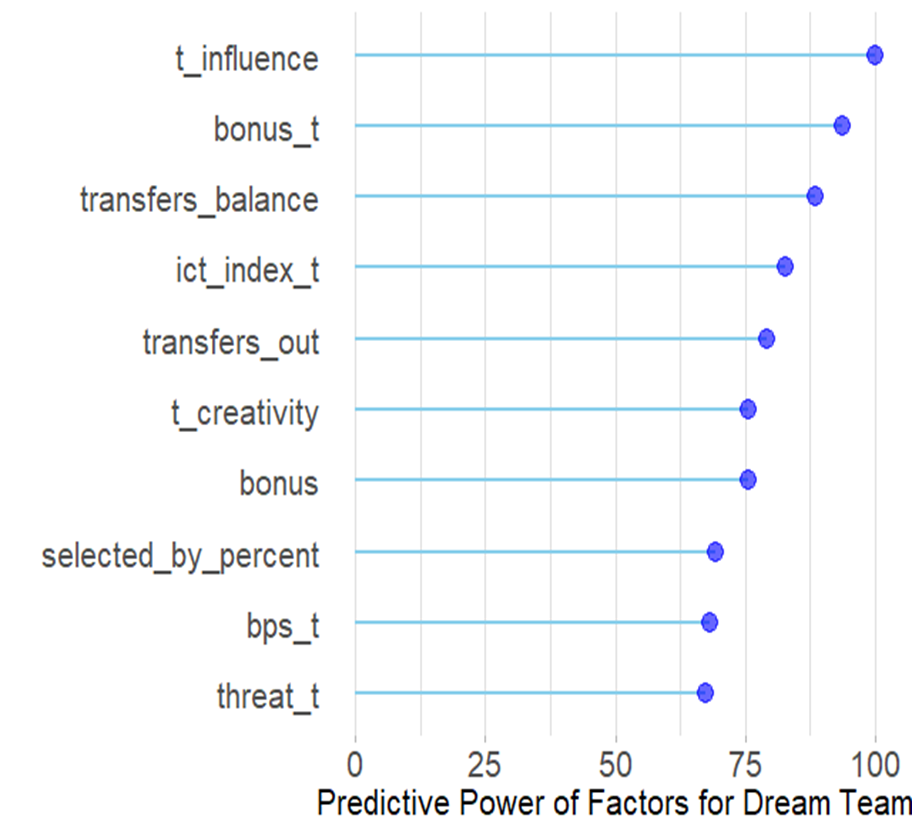 t_influence
bonus_t
transfers_balance
ict_index_t
transfers_out
t_creativity
bonus
selected_by_percent
bps_t
threat_t
0 25 50 75 100
Predictive Power of Factors for Dream Team